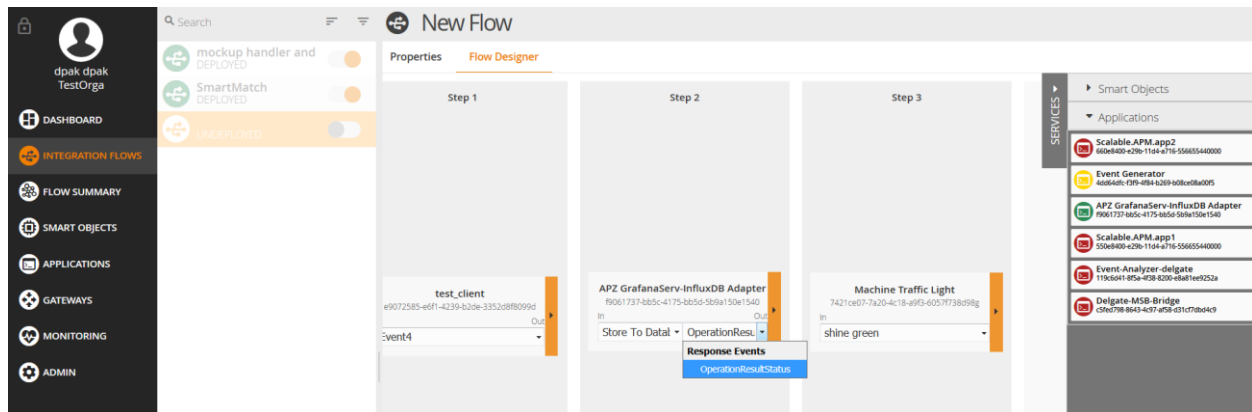 dpak dpak
TestOrga
DASHBOARD
INTEGRATION FLOWS
FLOW SUMMARY
SMART OBJECTS
APPLICATIONS
GATEWAYS
MONITORING
ADMIN
Search
mockup handler and
DEPLOYED
SmartMatch
DEPLOYED
UNDEPLOYED
New Flow
Properties Flow Designer
Step 1
test_client
e9072585-e6f1-4239-b2de-3352d8f8099d
Out
Event4
Step 2
APZ GrafanaServ-InfluxDB Adapter
f9061737-bb5c-4175-bb5d-5b9a150e1540
In Out
Store To Datal OperationResu
Response Events
OperationResultStatus
Step 3
Machine Traffic Light
7421ce07-7a20-4c18-a9f3-6057f738d98g
In
shine green
SERVICES
Smart Objects
Applications
Scalable.APM.app2
660e8400-e29b-11d4-a716-556655440000
Event Generator
4dd64dfc-f3f9-4f84-b269-b08ce08a00f5
APZ GrafanaServ-InfluxDB Adapter
f9061737-bb5c-4175-bb5d-5b9a150e1540
Scalable.APM.app1
550e8400-e29b-11d4-a716-556655440000
Event-Analyzer-delgate
119c6d41-8f5a-4f38-8200-e8a81ee9252a
Delgate-MSB-Bridge
c5fed798-8643-4c97-af58-d31cf7dbd4c9